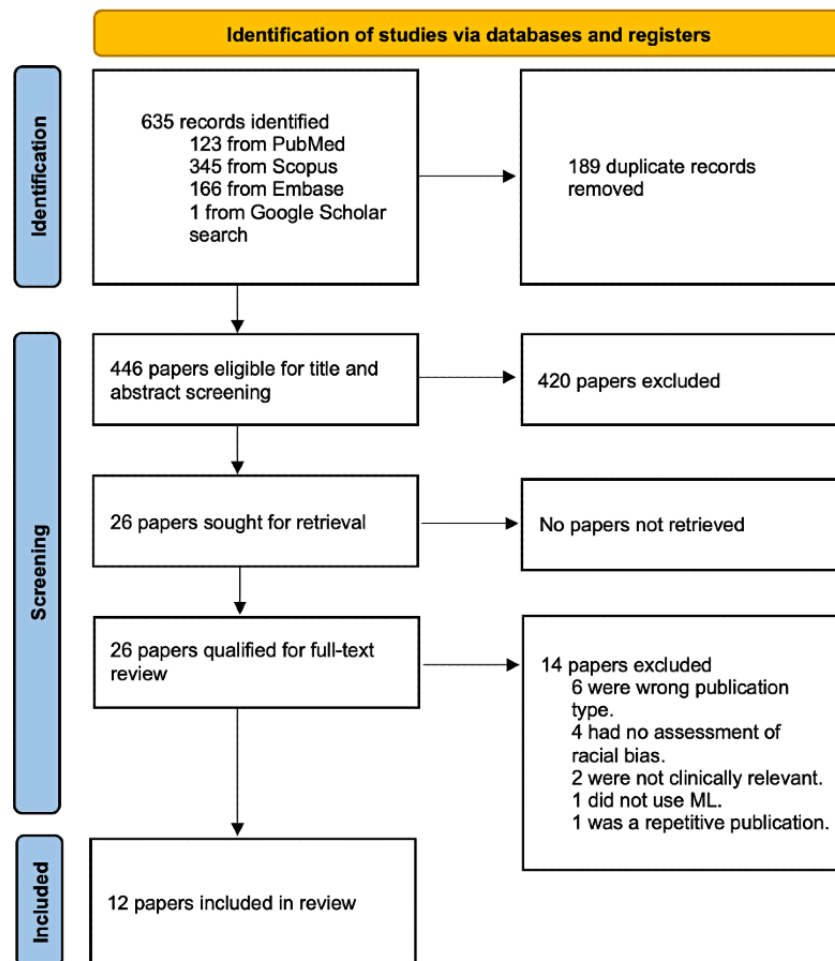 Identification of studies via databases and registers
Identification
635 records identified
123 from PubMed
345 from Scopus
166 from Embase
1 from Google Scholar
search
189 duplicate records
removed
Screening
446 papers eligible for title and
abstract screening
420 papers excluded
26 papers sought for retrieval
No papers not retrieved
26 papers qualified for full-text
review
14 papers excluded
6 were wrong publication
type.
4 had no assessment of
racial bias.
2 were not clinically relevant.
1 did not use ML.
1 was a repetitive publication.
Included
12 papers included in review